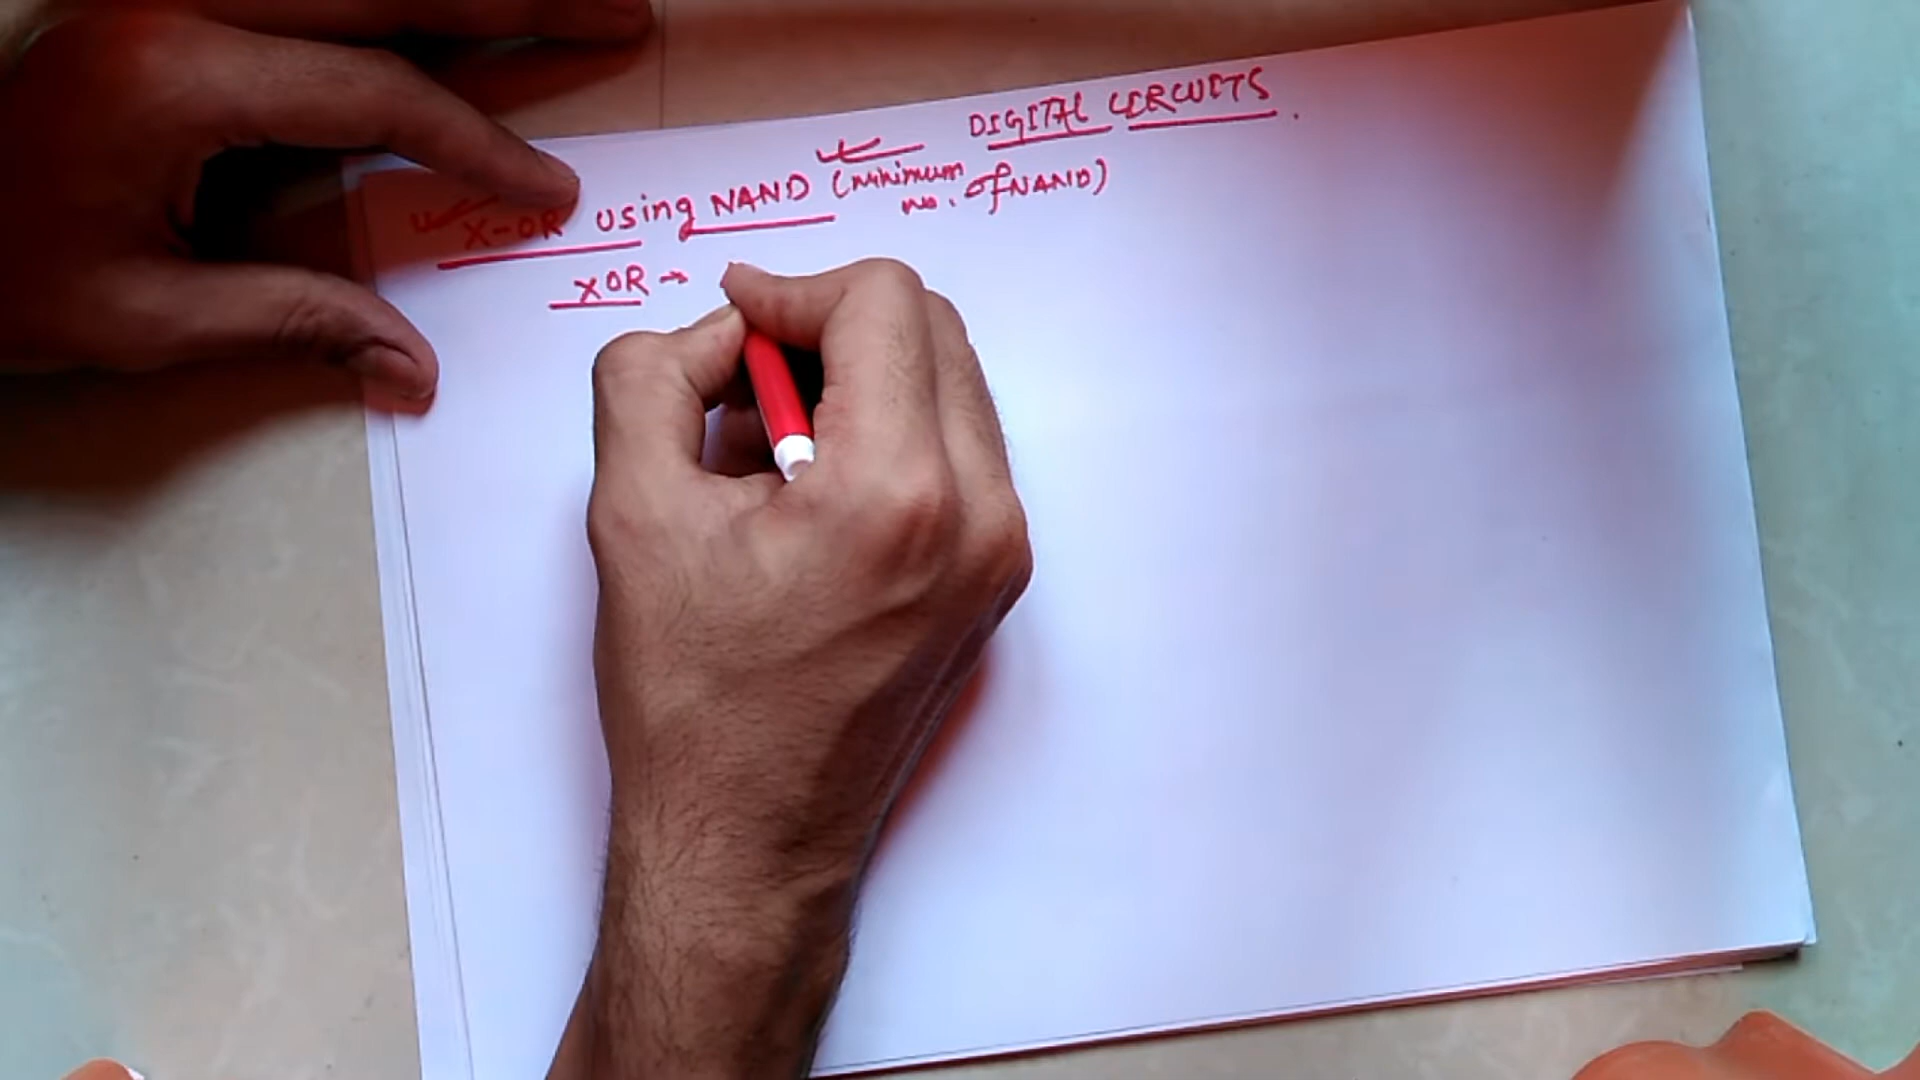 DIGITAL CIRCUITS.
X-OR using NAND (minimum no. of NAND)
XOR →